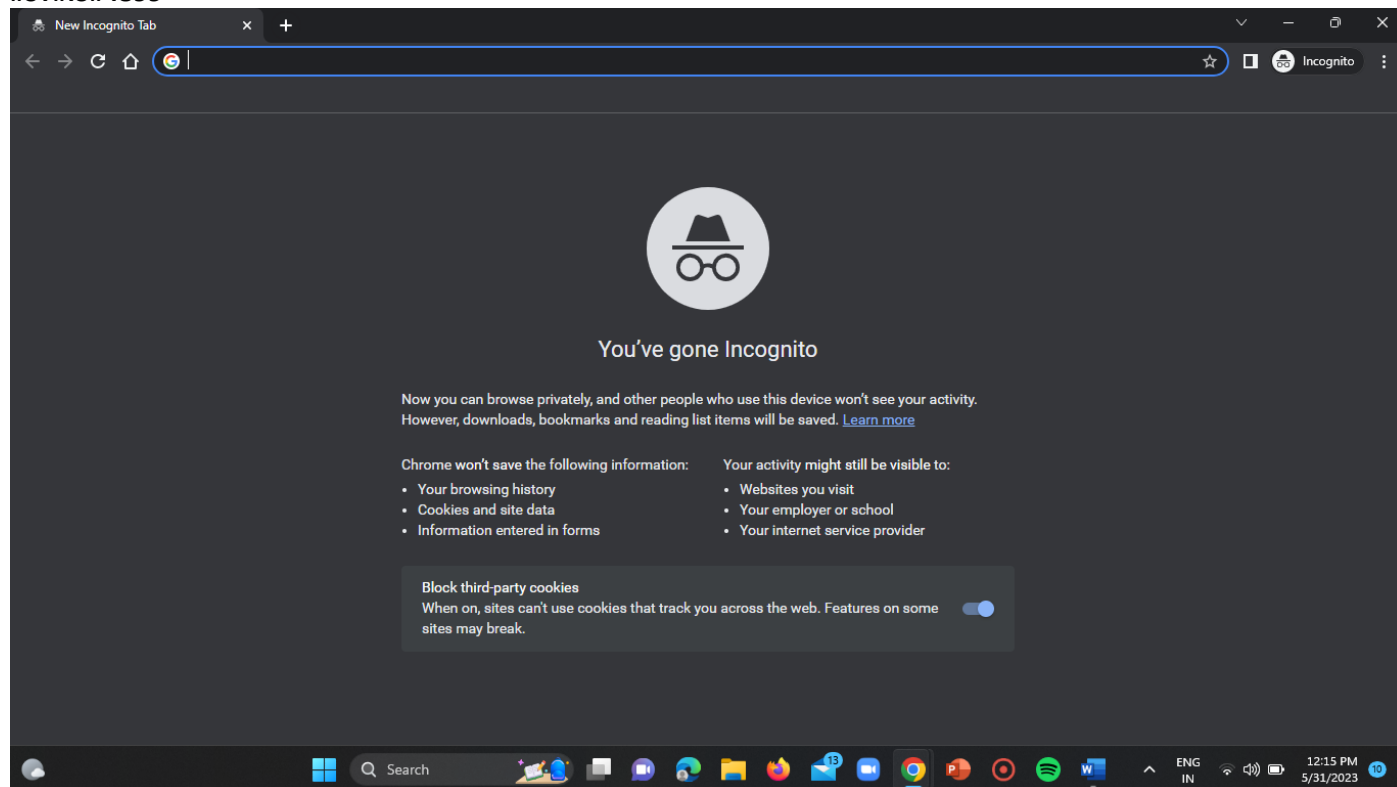 New Incognito Tab
Incognito
You've gone Incognito
Now you can browse privately, and other people who use this device won't see your activity.
However, downloads, bookmarks and reading list items will be saved. Learn more
Chrome won't save the following information:
• Your browsing history
• Cookies and site data
• Information entered in forms
Your activity might still be visible to:
• Websites you visit
• Your employer or school
• Your internet service provider
Block third-party cookies
When on, sites can't use cookies that track you across the web. Features on some
sites may break.
Search
13
ENG
IN
12:15 PM
5/31/2023
10